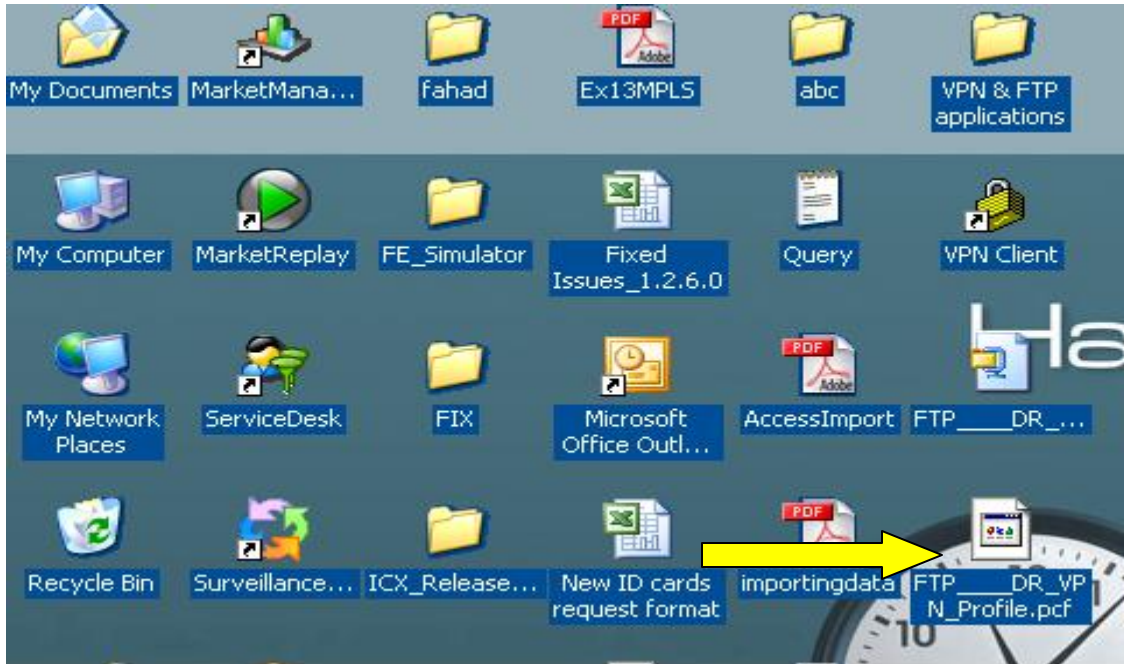 My Documents
MarketMana...
fahad
PDF
Adobe
Ex13MPLS
abc
VPN & FTP
applications
My Computer
MarketReplay
FE_Simulator
Fixed
Issues_1.2.6.0
Query
VPN Client
Ha
My Network
Places
ServiceDesk
FIX
Microsoft
Office Outl...
PDF
Adobe
AccessImport
FTP____DR_...
Recycle Bin
Surveillance...
ICX_Release...
New ID cards
request format
PDF
importingdata
FTP____DR_VP
N_Profile.pcf
10